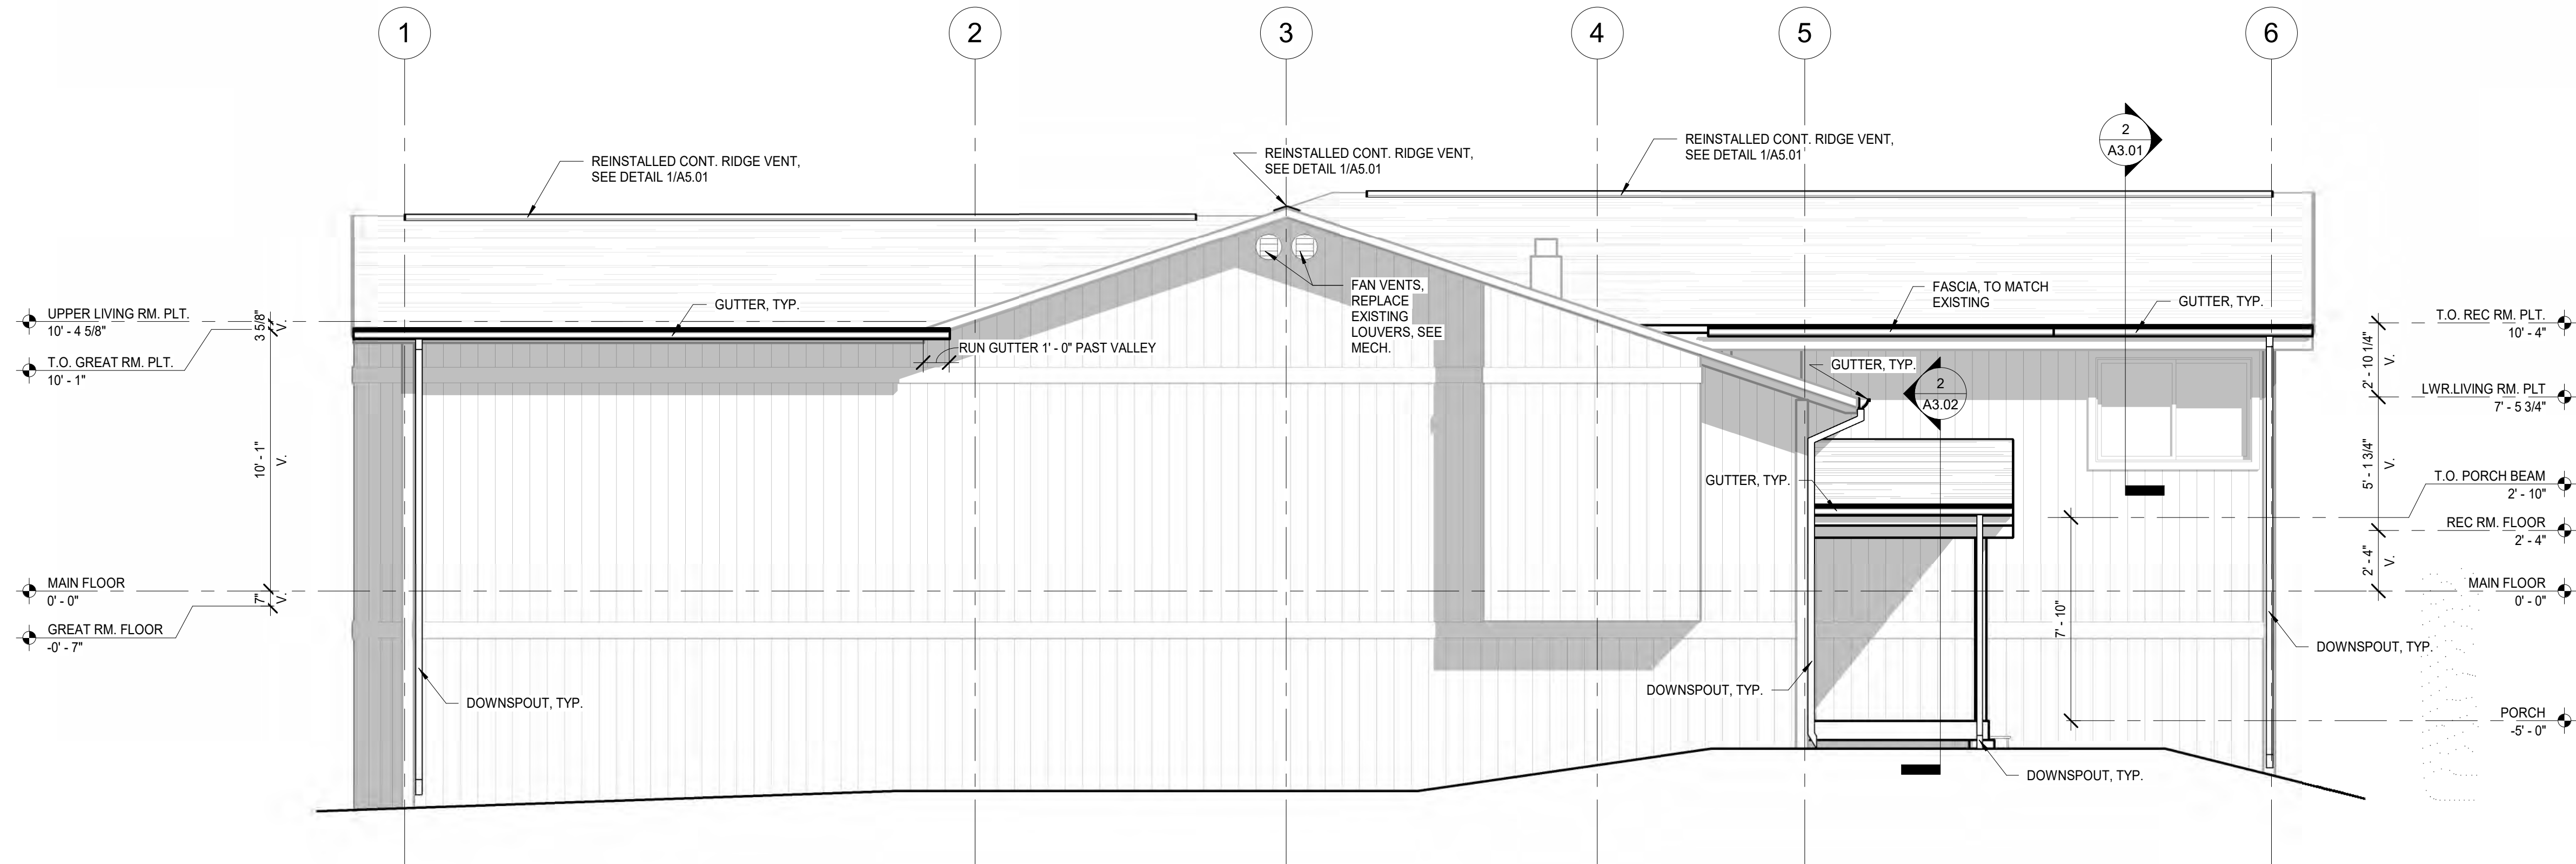 1
2
3
4
5
6
2
A3.01
REINSTALLED CONT. RIDGE VENT,
SEE DETAIL 1/A5.01
REINSTALLED CONT. RIDGE VENT,
SEE DETAIL 1/A5.01
REINSTALLED CONT. RIDGE VENT,
SEE DETAIL 1/A5.01
FAN VENTS,
REPLACE
EXISTING
LOUVERS, SEE
MECH.
GUTTER, TYP.
RUN GUTTER 1' - 0" PAST VALLEY
FASCIA, TO MATCH
EXISTING
GUTTER, TYP.
GUTTER, TYP.
2
A3.02
GUTTER, TYP.
UPPER LIVING RM. PLT.
10' - 4 5/8"
T.O. GREAT RM. PLT.
10' - 1"
MAIN FLOOR
0' - 0"
GREAT RM. FLOOR
-0' - 7"
3 5/8"
V.
10' - 1"
V.
7"
V.
T.O. REC RM. PLT.
10' - 4"
LWR.LIVING RM. PLT
7' - 5 3/4"
T.O. PORCH BEAM
2' - 10"
REC RM. FLOOR
2' - 4"
MAIN FLOOR
0' - 0"
PORCH
-5' - 0"
2' - 10 1/4"
V.
5' - 1 3/4"
V.
2' - 4"
V.
7' - 10"
DOWNSPOUT, TYP.
DOWNSPOUT, TYP.
DOWNSPOUT, TYP.
DOWNSPOUT, TYP.